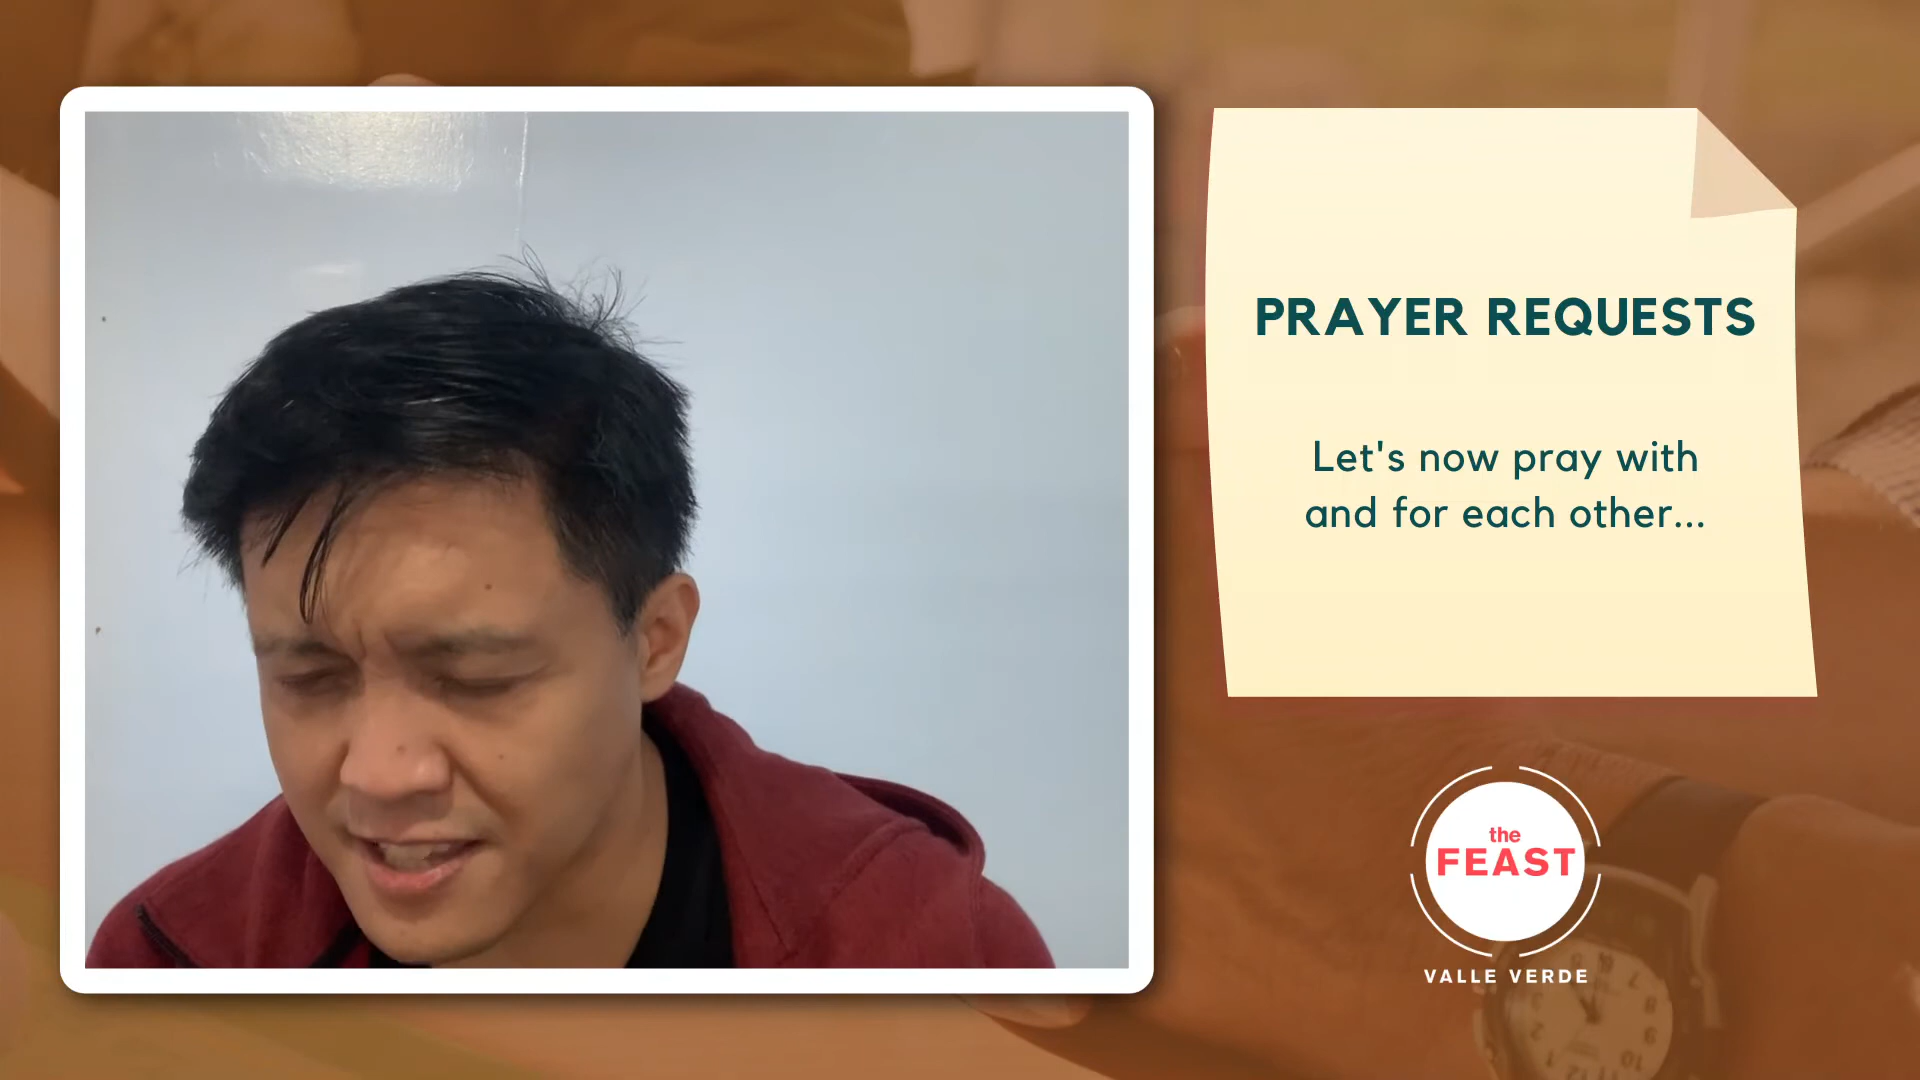 PRAYER REQUESTS
Let's now pray with
and for each other...
the
FEAST
VALLE VERDE